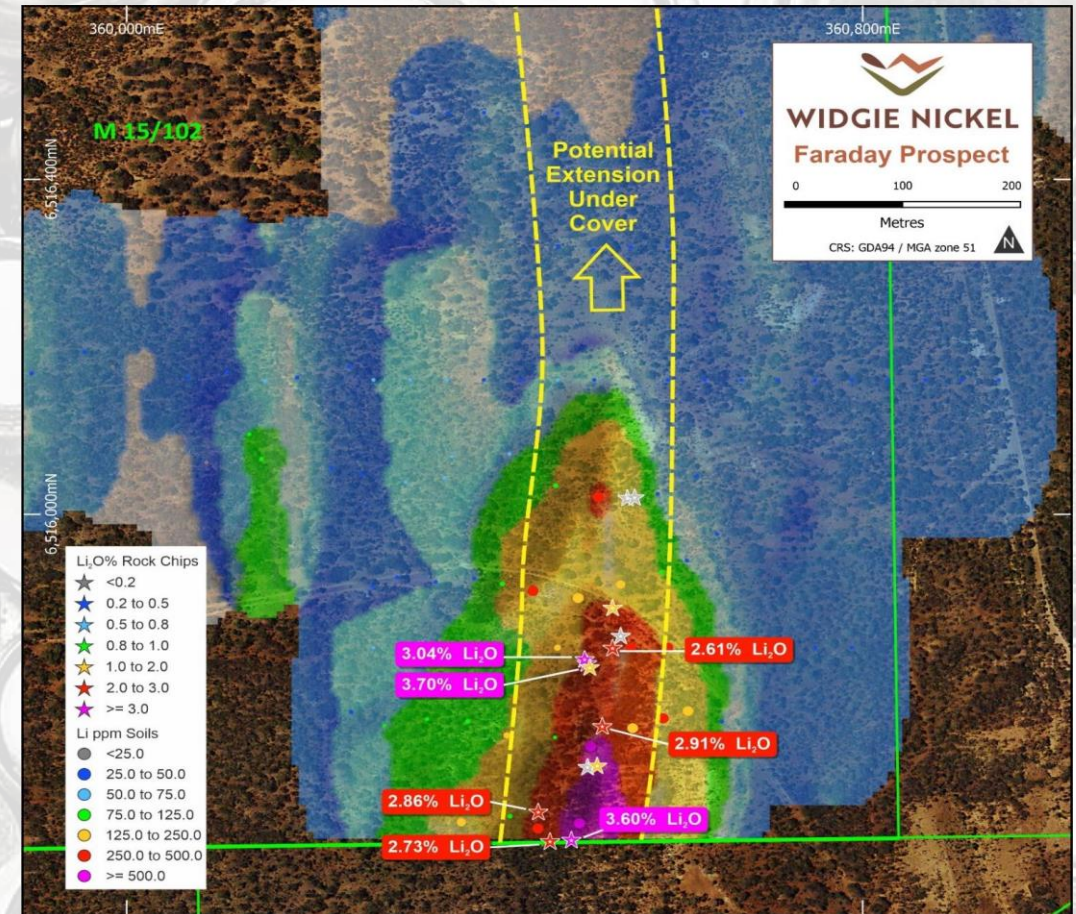 360,000mE
360,800mE
M 15/102
6,516,400mN
6,516,000mN
Potential
Extension
Under
Cover
WIDGIE NICKEL
Faraday Prospect
0 100 200
Metres
CRS: GDA94 / MGA zone 51
N
Li₂O% Rock Chips
<0.2
0.2 to 0.5
0.5 to 0.8
0.8 to 1.0
1.0 to 2.0
2.0 to 3.0
>= 3.0
Li ppm Soils
<25.0
25.0 to 50.0
50.0 to 75.0
75.0 to 125.0
125.0 to 250.0
250.0 to 500.0
>= 500.0
3.04% Li₂O
3.70% Li₂O
2.61% Li₂O
2.91% Li₂O
2.86% Li₂O
3.60% Li₂O
2.73% Li₂O